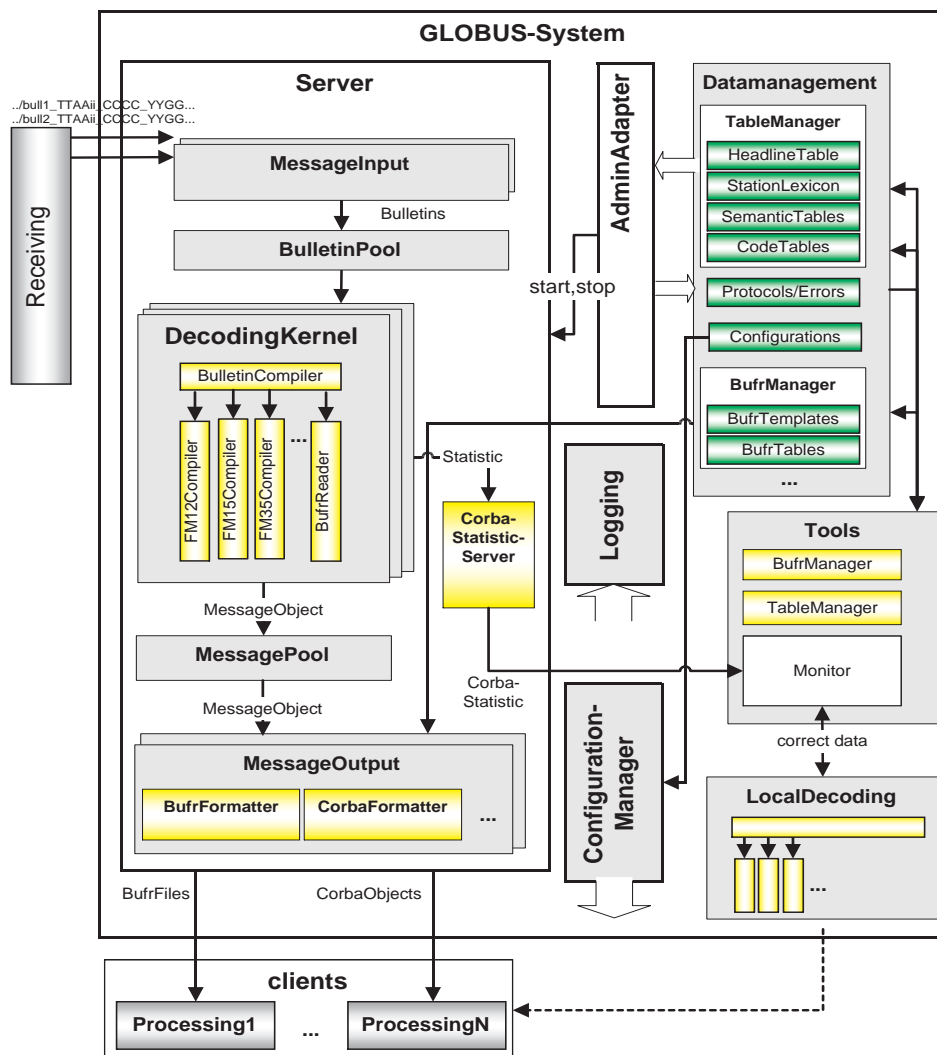 GLOBUS-System
Server
../bull1_TTAAii_CCCC_YYGG...
../bull2_TTAAii_CCCC_YYGG...
Receiving
MessageInput
Bulletins
BulletinPool
DecodingKernel
BulletinCompiler
FM12Compiler
FM15Compiler
FM35Compiler
...
BufrReader
MessageObject
MessagePool
MessageObject
MessageOutput
BufrFormatter
CorbaFormatter
...
Statistic
Corba-
Statistic-
Server
Corba-
Statistic
AdminAdapter
start,stop
Logging
Configuration-
Manager
Datamanagement
TableManager
HeadlineTable
StationLexicon
SemanticTables
CodeTables
Protocols/Errors
Configurations
BufrManager
BufrTemplates
BufrTables
...
Tools
BufrManager
TableManager
Monitor
correct data
LocalDecoding
...
BufrFiles
CorbaObjects
clients
Processing1
...
ProcessingN